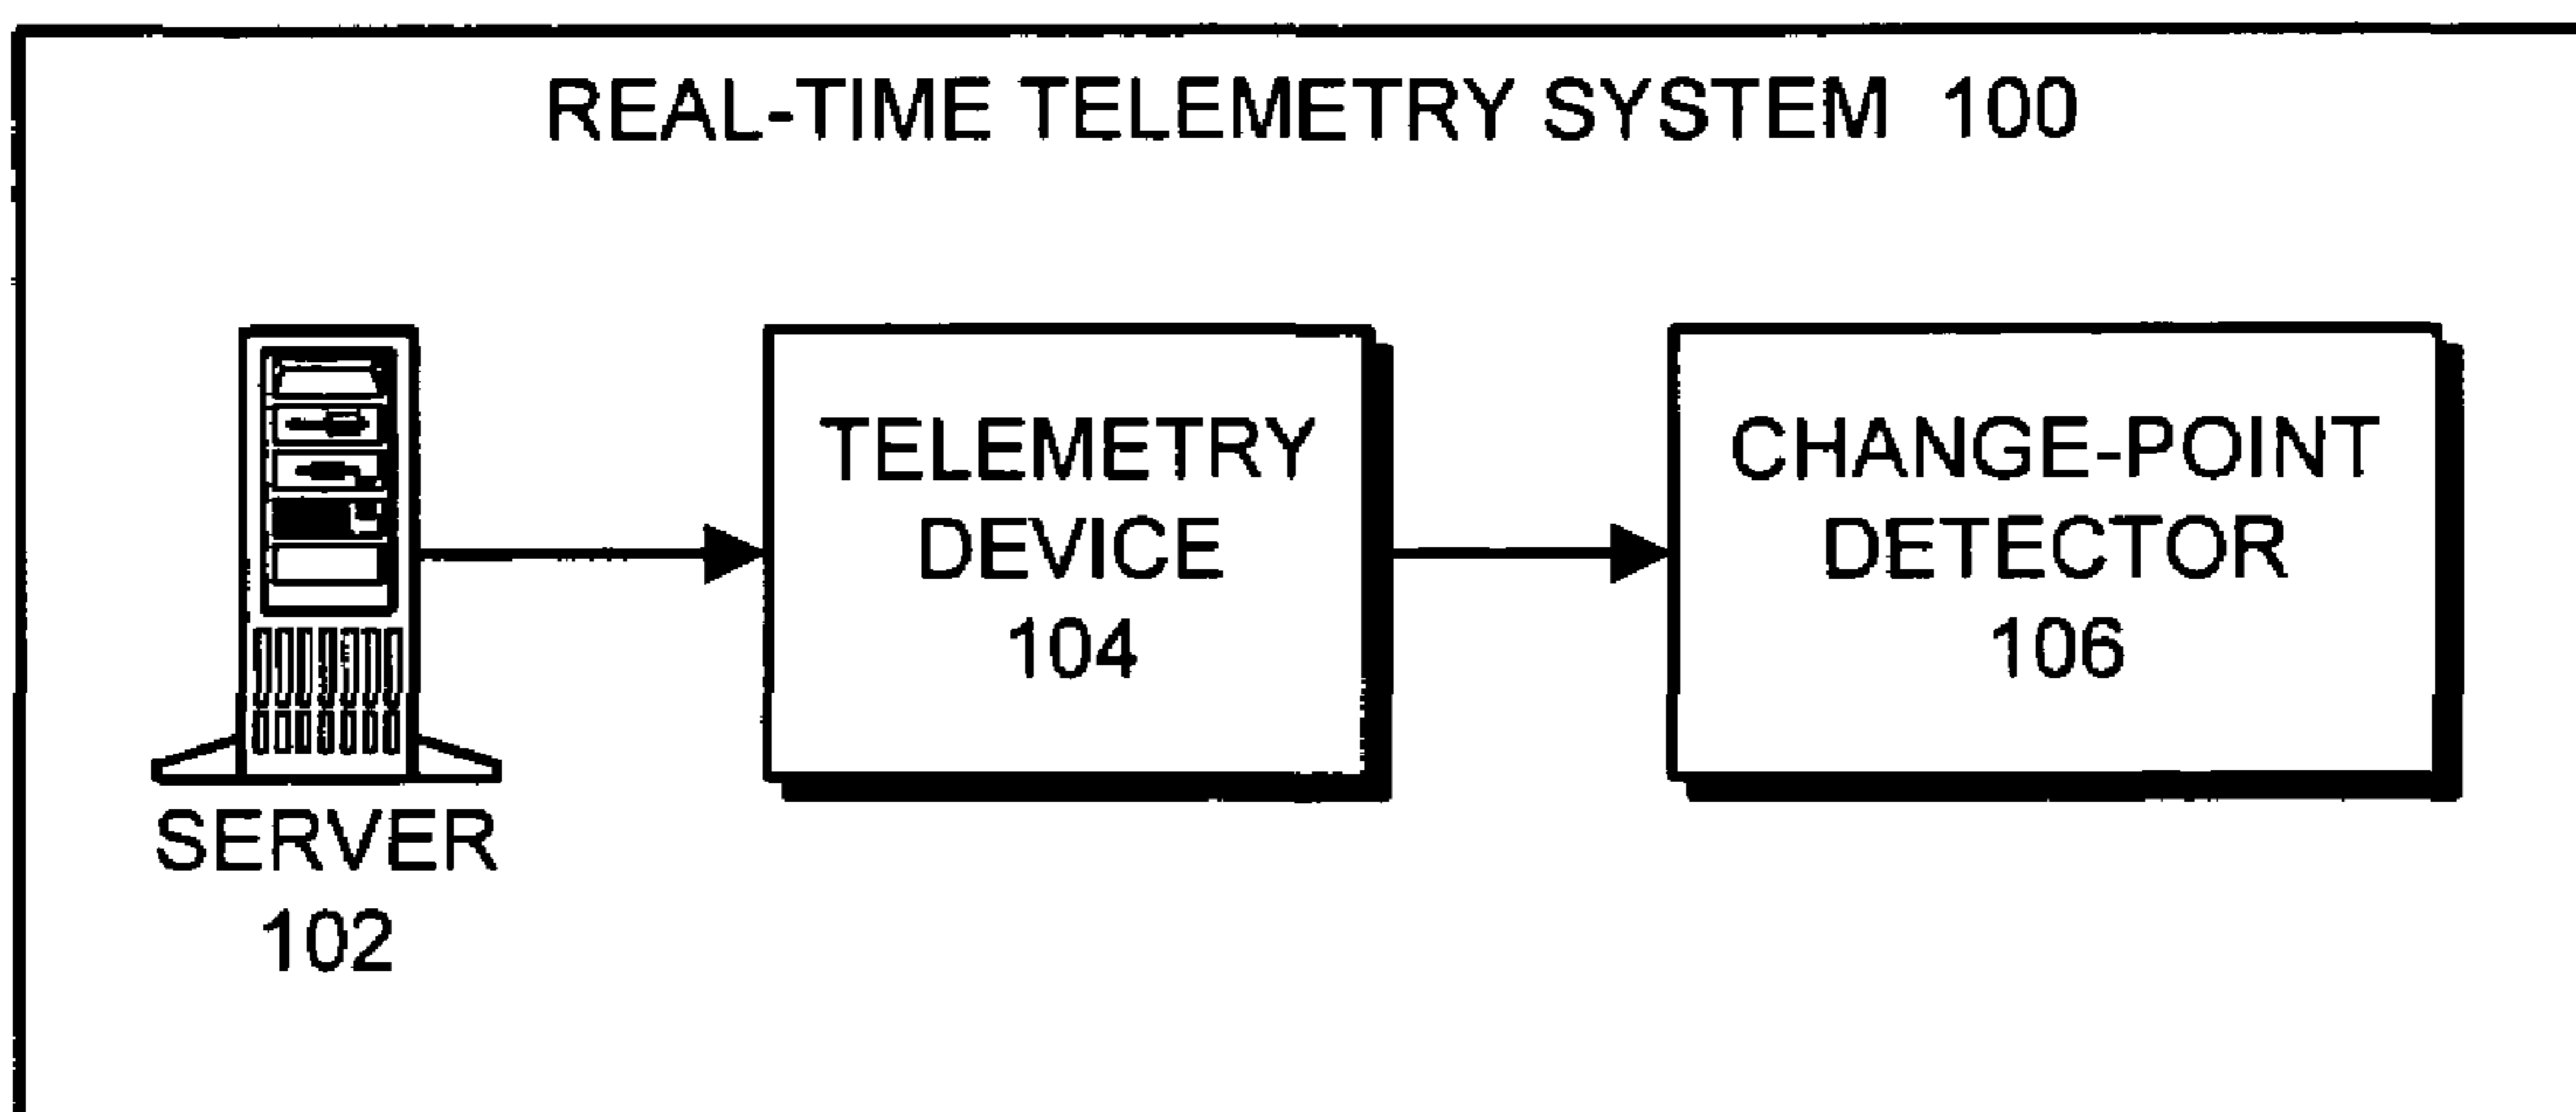 REAL-TIME TELEMETRY SYSTEM 100
TELEMETRY
DEVICE
104
CHANGE-POINT
DETECTOR
106
SERVER
102